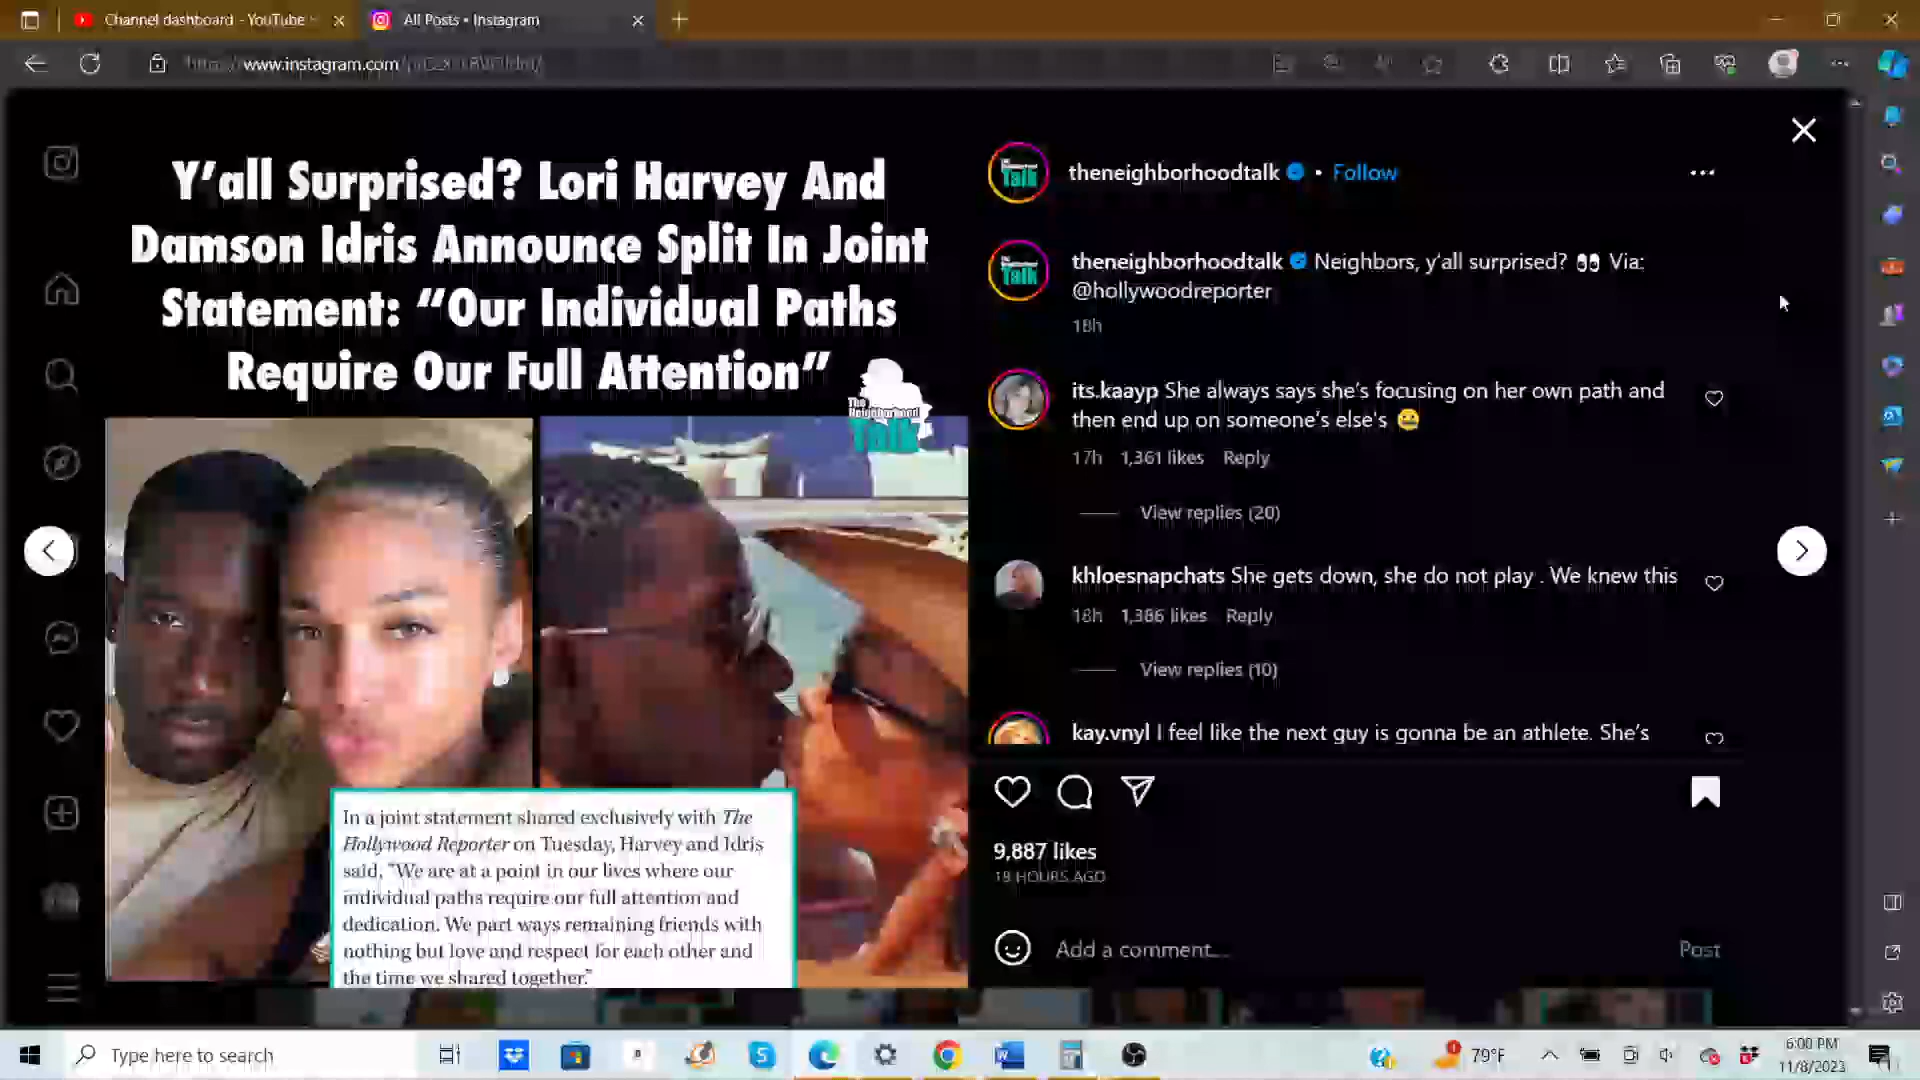 Channel dashboard - YouTube
All Posts • Instagram
www.instagram.com
Y'all Surprised? Lori Harvey And
Damson Idris Announce Split In Joint
Statement: “Our Individual Paths
Require Our Full Attention”
The
Neighborhood
Talk
In a joint statement shared exclusively with The
Hollywood Reporter on Tuesday, Harvey and Idris
said, "We are at a point in our lives where our
individual paths require our full attention and
dedication. We part ways remaining friends with
nothing but love and respect for each other and
the time we shared together."
Talk
theneighborhoodtalk • Follow
Talk
theneighborhoodtalk Neighbors, y'all surprised? 👀 Via:
@hollywoodreporter
18h
its.kaayp She always says she's focusing on her own path and
then end up on someone's else's 😐
17h 1,361 likes Reply
View replies (20)
khloesnapchats She gets down, she do not play . We knew this
18h 1,386 likes Reply
View replies (10)
kay.vnyl I feel like the next guy is gonna be an athlete. She's
9,887 likes
18 HOURS AGO
Add a comment...
Post
Type here to search
79°F
6:00 PM
11/8/2023